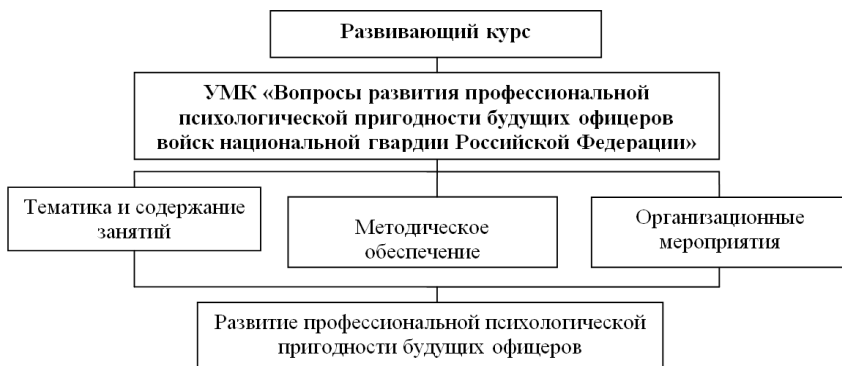 Развивающий курс
УМК «Вопросы развития профессиональной
психологической пригодности будущих офицеров
войск национальной гвардии Российской Федерации»
Тематика и содержание
занятий
Методическое
обеспечение
Организационные
мероприятия
Развитие профессиональной психологической
пригодности будущих офицеров